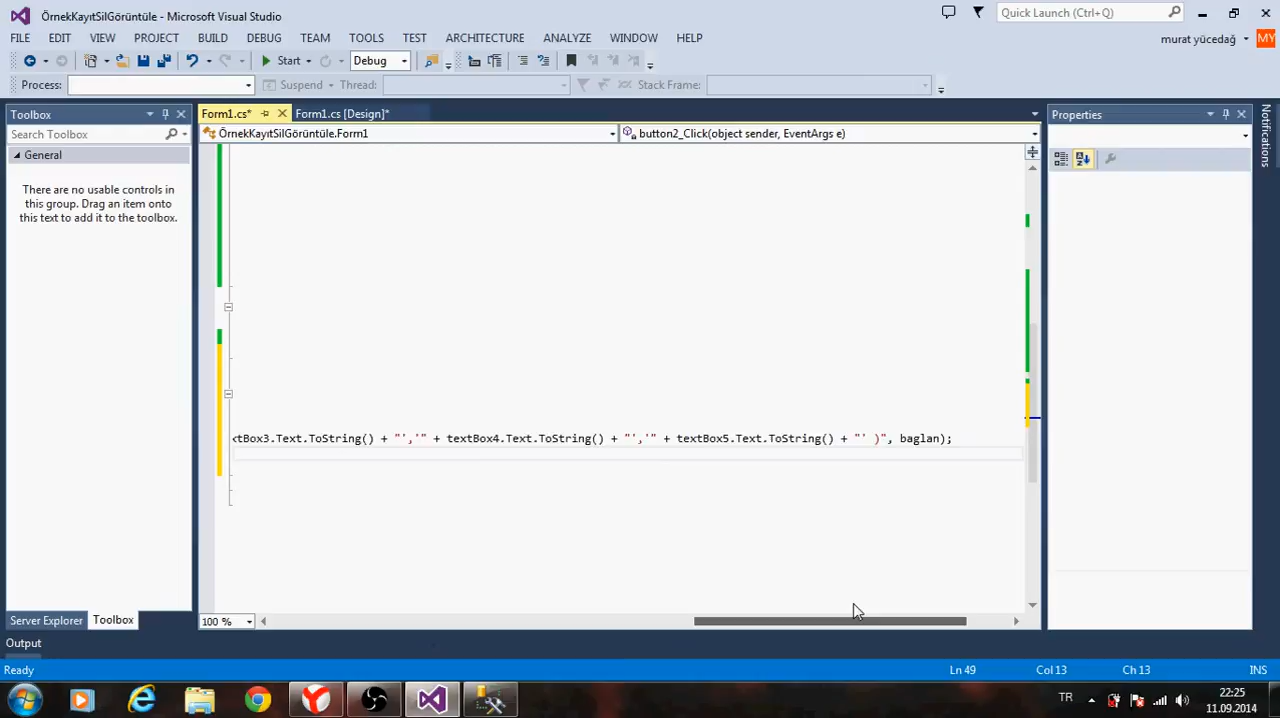 ÖrnekKayıtSilGörüntüle - Microsoft Visual Studio
Quick Launch (Ctrl+Q)
FILE EDIT VIEW PROJECT BUILD DEBUG TEAM TOOLS TEST ARCHITECTURE ANALYZE WINDOW HELP
murat yücedağ MY
Start Debug
Process: Suspend Thread: Stack Frame:
Toolbox
Form1.cs* Form1.cs [Design]*
Properties
Notifications
Search Toolbox
ÖrnekKayıtSilGörüntüle.Form1
button2_Click(object sender, EventArgs e)
General
There are no usable controls in
this group. Drag an item onto
this text to add it to the toolbox.
tBox3.Text.ToString() + "','" + textBox4.Text.ToString() + "','" + textBox5.Text.ToString() + "' )", baglan);
Server Explorer Toolbox
100 %
Output
Ready Ln 49 Col 13 Ch 13 INS
TR 22:25
11.09.2014